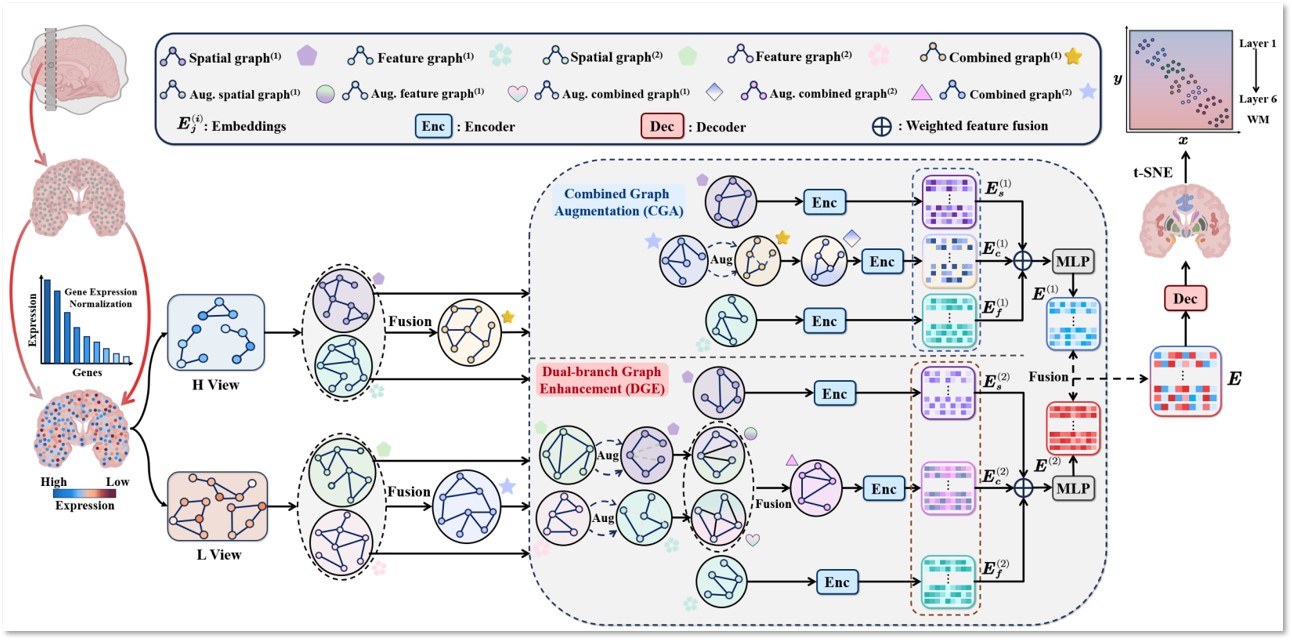 Spatial graph(1) Feature graph(1) Spatial graph(2) Feature graph(2) Combined graph(1)
Aug. spatial graph(1) Aug. feature graph(1) Aug. combined graph(1) Aug. combined graph(2) Combined graph(2)
E_j^(i): Embeddings Enc : Encoder Dec : Decoder ⊕ : Weighted feature fusion
y
Layer 1
Layer 6
WM
x
t-SNE
Dec
Gene Expression
Normalization
Expression
Genes
High Low
Expression
H View
L View
Fusion
Fusion
Combined Graph
Augmentation (CGA)
Enc
E_s^(1)
Aug
Enc
E_c^(1)
MLP
Enc
E_f^(1)
E^(1)
Dual-branch Graph
Enhancement (DGE)
Fusion
E
Enc
E_s^(2)
Aug
Aug
Fusion
Enc
E_c^(2)
E^(2)
MLP
Enc
E_f^(2)